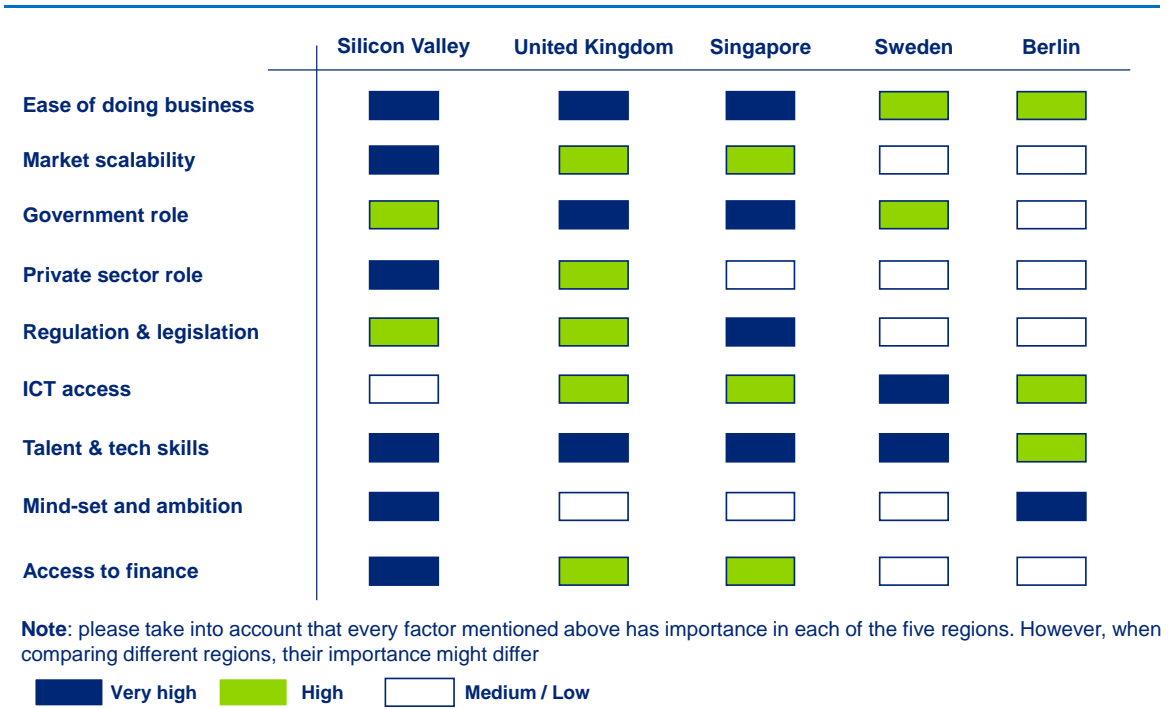 Silicon Valley United Kingdom Singapore Sweden Berlin
Ease of doing business
Market scalability
Government role
Private sector role
Regulation & legislation
ICT access
Talent & tech skills
Mind-set and ambition
Access to finance
Note: please take into account that every factor mentioned above has importance in each of the five regions. However, when
comparing different regions, their importance might differ
Very high High Medium / Low